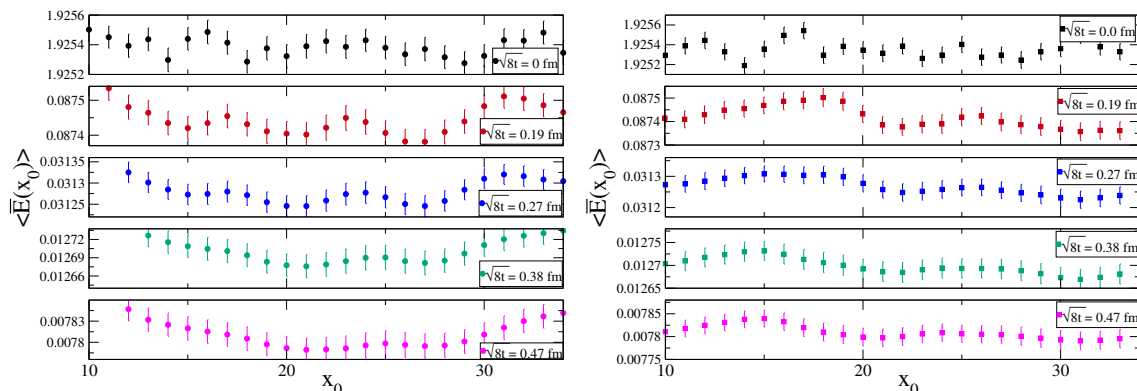 1.9256
1.9254
1.9252
√8t = 0 fm
0.0875
0.0874
√8t = 0.19 fm
0.03135
0.0313
0.03125
√8t = 0.27 fm
0.01272
0.01269
0.01266
√8t = 0.38 fm
0.00783
0.0078
√8t = 0.47 fm
10 20 30
x0
<E̅(x0)>
1.9256
1.9254
1.9252
√8t = 0.0 fm
0.0875
0.0874
0.0873
√8t = 0.19 fm
0.0313
0.0312
√8t = 0.27 fm
0.01275
0.0127
0.01265
√8t = 0.38 fm
0.00785
0.0078
0.00775
√8t = 0.47 fm
10 20 30
x0
<E̅(x0)>